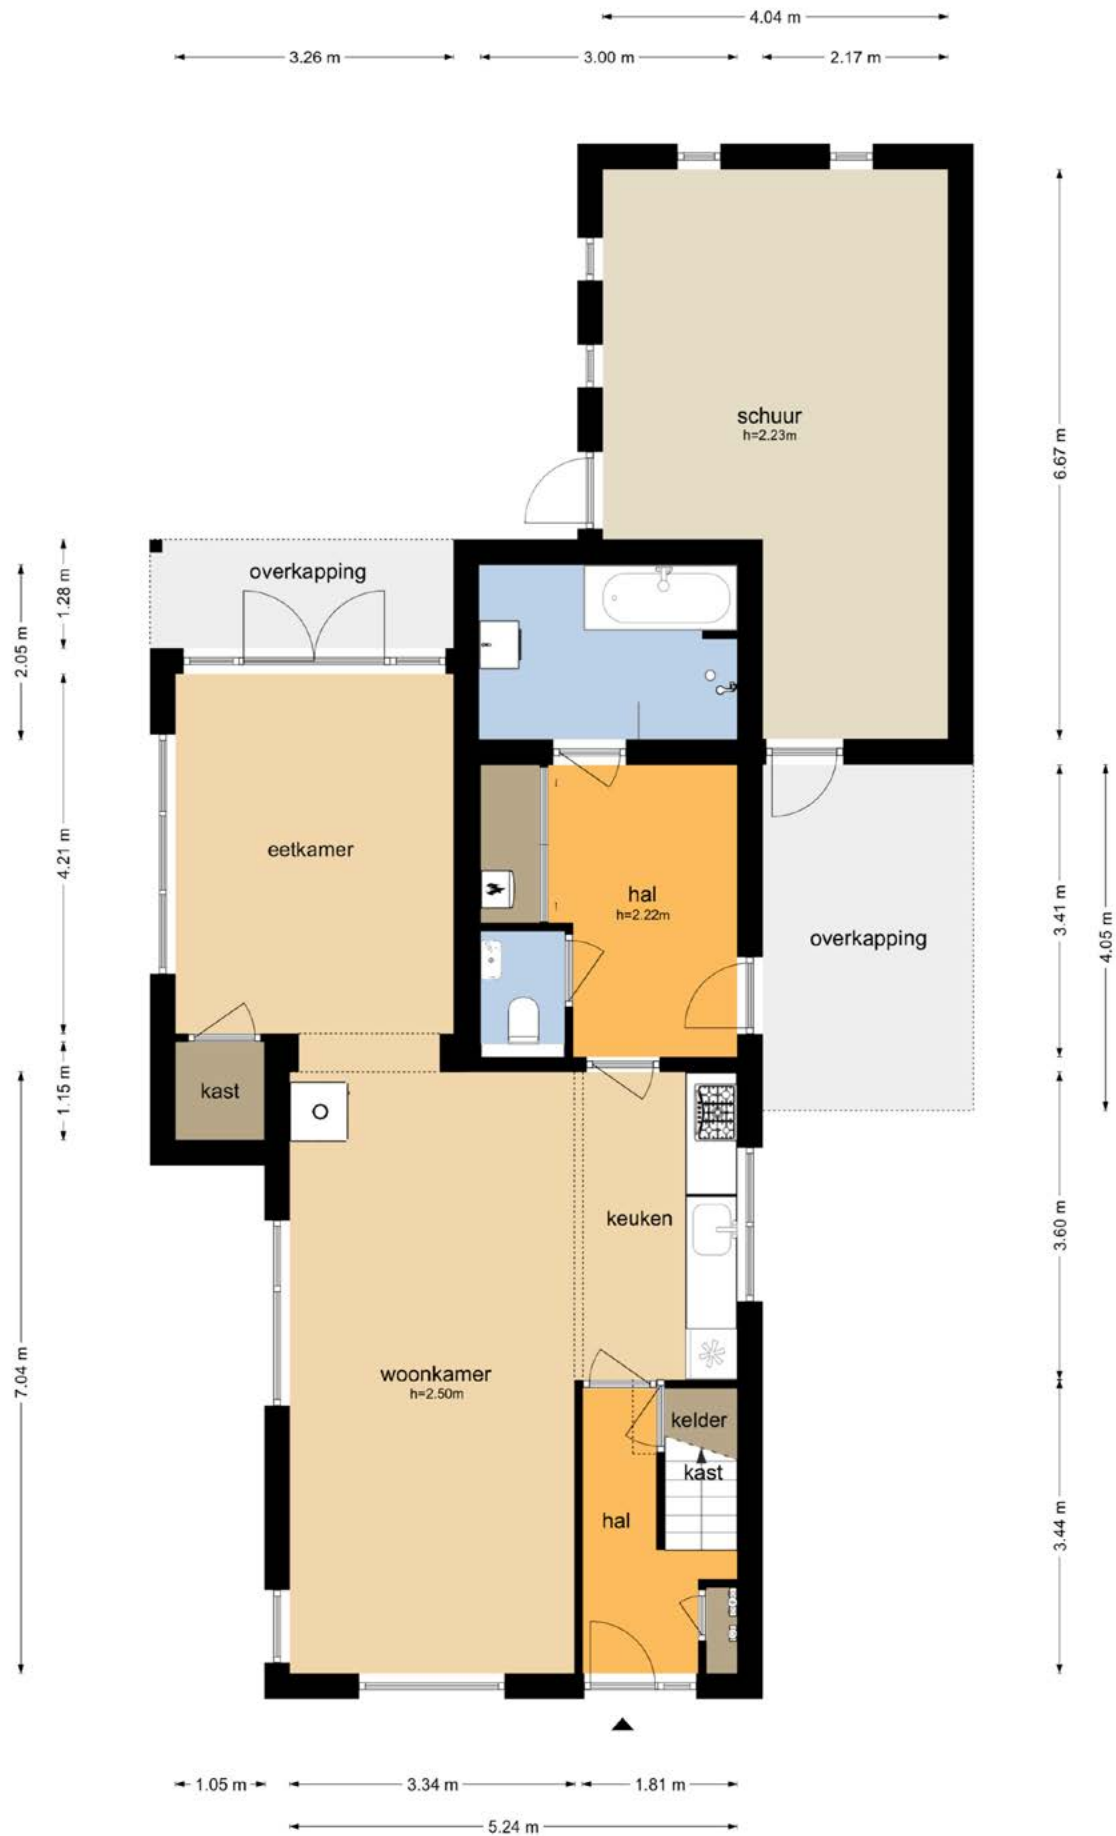 4.04 m
3.26 m
3.00 m
2.17 m
schuur
h=2.23m
6.67 m
overkapping
1.28 m
2.05 m
eetkamer
4.21 m
hal
h=2.22m
overkapping
3.41 m
4.05 m
kast
1.15 m
keuken
3.60 m
woonkamer
h=2.50m
7.04 m
kelder
kast
hal
3.44 m
1.05 m
3.34 m
1.81 m
5.24 m